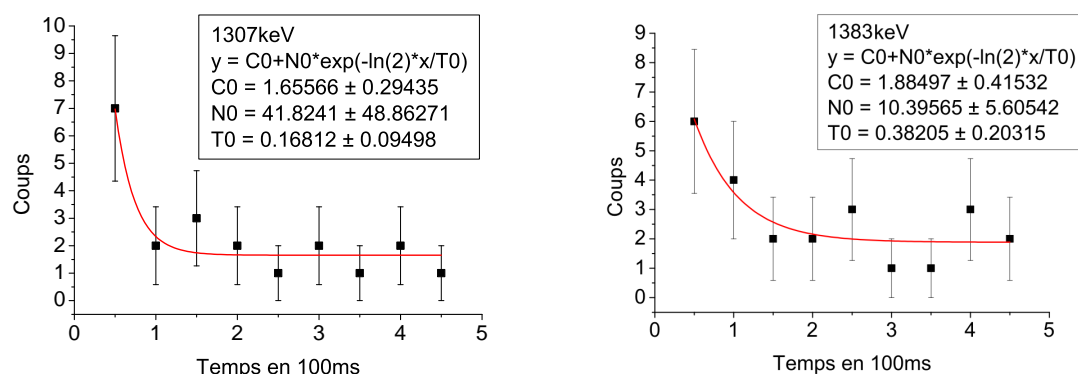 10
9
8
7
6
5
4
3
2
1
0
Coups
0 1 2 3 4 5
Temps en 100ms
1307keV
y = C0+N0*exp(-ln(2)*x/T0)
C0 = 1.65566 ± 0.29435
N0 = 41.8241 ± 48.86271
T0 = 0.16812 ± 0.09498
9
8
7
6
5
4
3
2
1
0
Coups
0 1 2 3 4 5
Temps en 100ms
1383keV
y = C0+N0*exp(-ln(2)*x/T0)
C0 = 1.88497 ± 0.41532
N0 = 10.39565 ± 5.60542
T0 = 0.38205 ± 0.20315